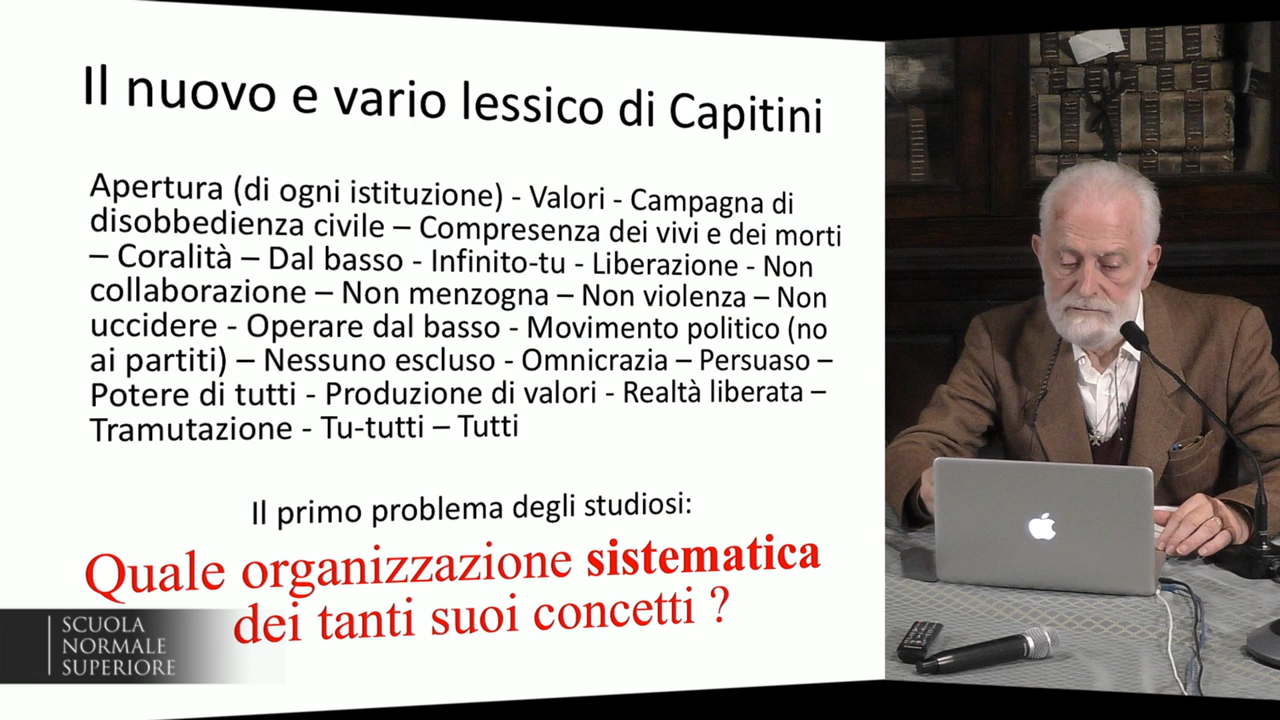 Il nuovo e vario lessico di Capitini
Apertura (di ogni istituzione) - Valori - Campagna di
disobbedienza civile – Compresenza dei vivi e dei morti
– Coralità – Dal basso - Infinito-tu - Liberazione - Non
collaborazione – Non menzogna – Non violenza – Non
uccidere - Operare dal basso - Movimento politico (no
ai partiti) – Nessuno escluso - Omnicrazia – Persuaso –
Potere di tutti - Produzione di valori - Realtà liberata –
Tramutazione - Tu-tutti – Tutti
Il primo problema degli studiosi:
Quale organizzazione sistematica
dei tanti suoi concetti ?
SCUOLA
NORMALE
SUPERIORE